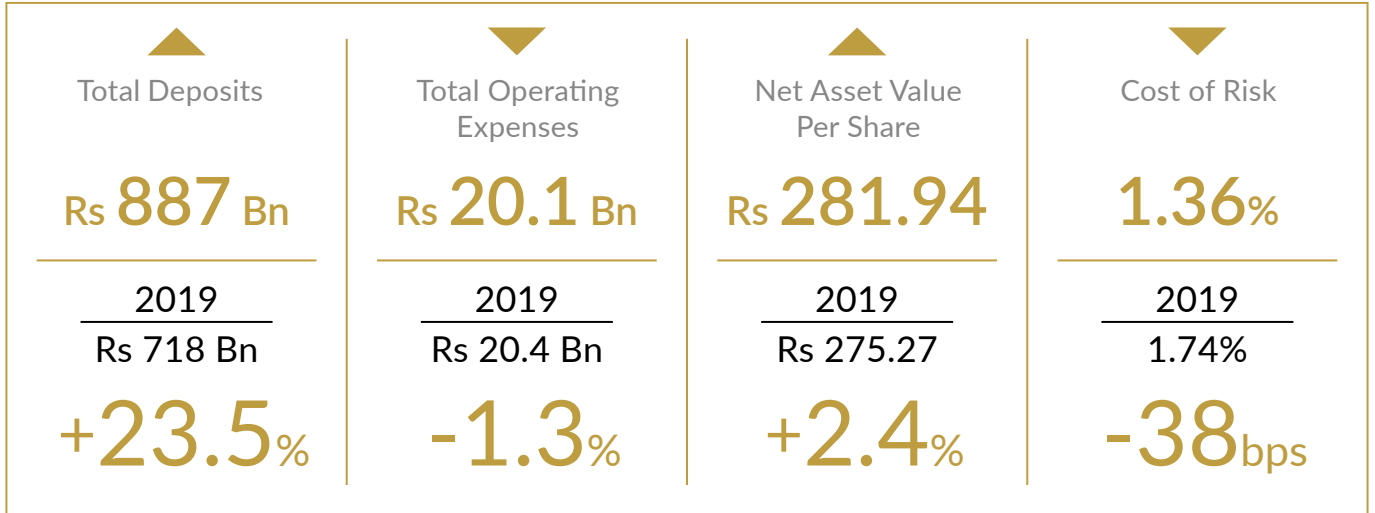 Total Deposits
Rs 887 Bn
2019
Rs 718 Bn
+23.5%
Total Operating
Expenses
Rs 20.1 Bn
2019
Rs 20.4 Bn
-1.3%
Net Asset Value
Per Share
Rs 281.94
2019
Rs 275.27
+2.4%
Cost of Risk
1.36%
2019
1.74%
-38bps